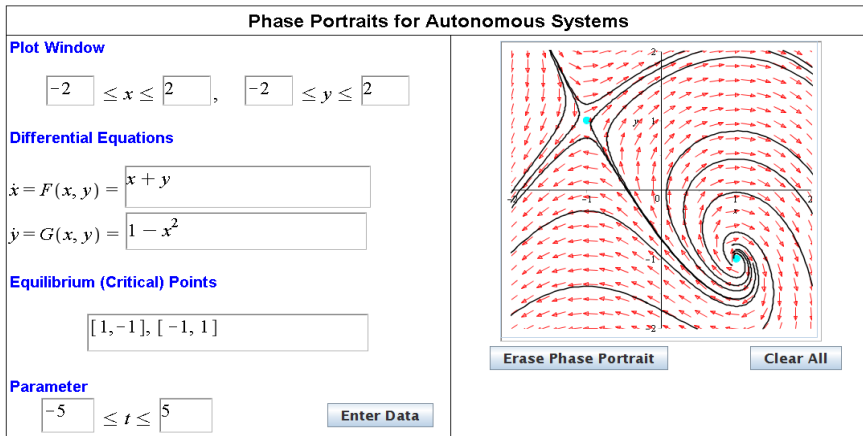 Phase Portraits for Autonomous Systems
Plot Window
-2 ≤ x ≤ 2 , -2 ≤ y ≤ 2
Differential Equations
ẋ = F(x, y) = x + y
ẏ = G(x, y) = 1 − x²
Equilibrium (Critical) Points
[1,−1], [ −1, 1 ]
Parameter
-5 ≤ t ≤ 5
Enter Data
2
y 1
-2 -1 0 1 2
x
-1
-2
Erase Phase Portrait
Clear All